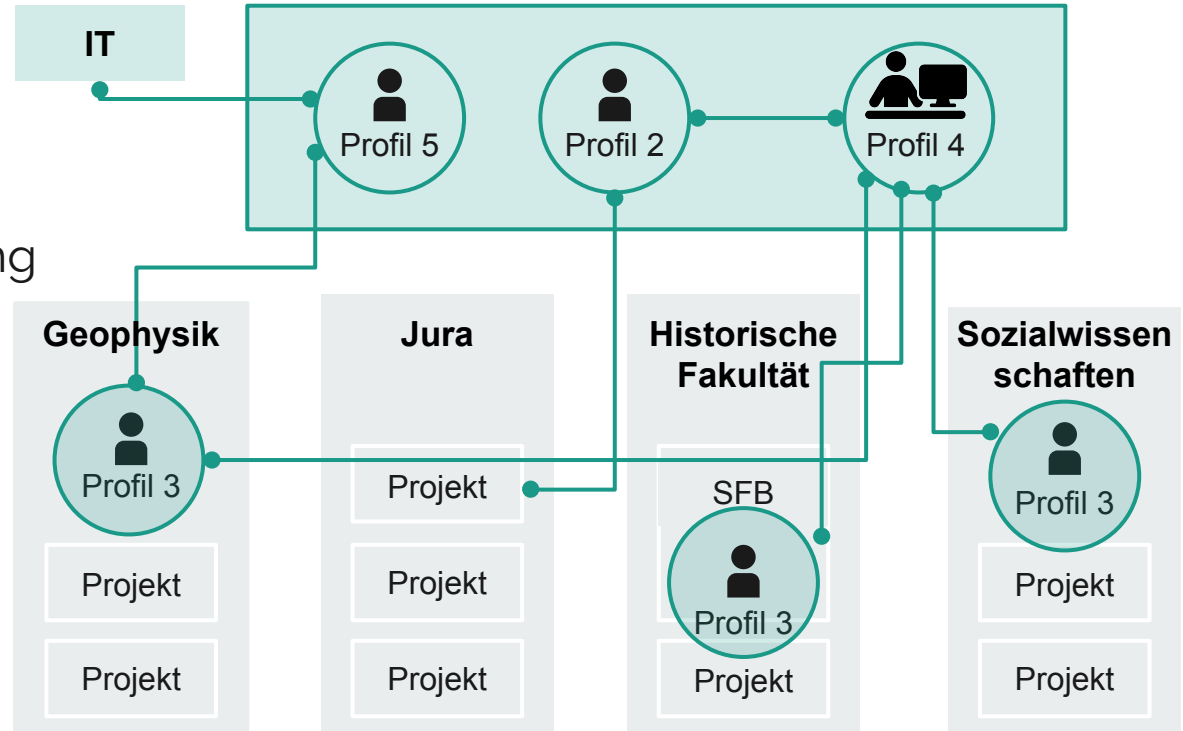 IT
Profil 5
Profil 2
Profil 4
ng
Geophysik
Profil 3
Projekt
Projekt
Jura
Projekt
Projekt
Projekt
Historische
Fakultät
SFB
Profil 3
Projekt
Sozialwissen
schaften
Profil 3
Projekt
Projekt